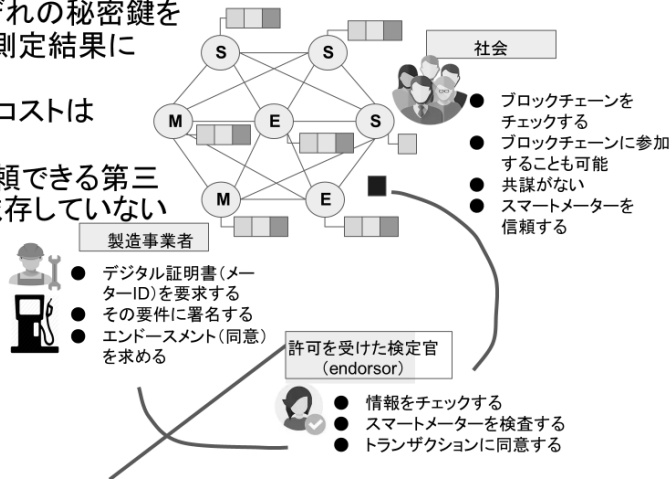 ぞれの秘密鍵を
測定結果に
コストは
頼できる第三
存していない
S
S
M
E
S
M
E
社会
● ブロックチェーンを
チェックする
● ブロックチェーンに参加
することも可能
● 共謀がない
● スマートメーターを
信頼する
製造事業者
● デジタル証明書(メー
ターID)を要求する
● その要件に署名する
● エンドースメント(同意)
を求める
許可を受けた検定官
(endorsor)
● 情報をチェックする
● スマートメーターを検査する
● トランザクションに同意する